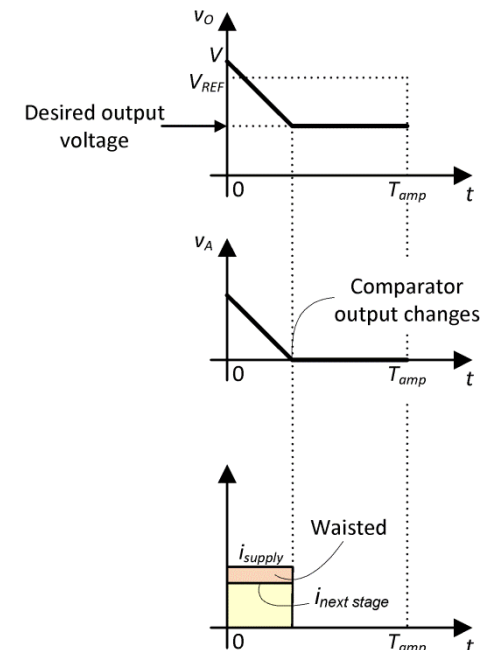 vO
V
VREF
Desired output
voltage
0
Tamp
t
vA
Comparator
output changes
0
Tamp
t
Waisted
isupply
inext stage
0
Tamp
t